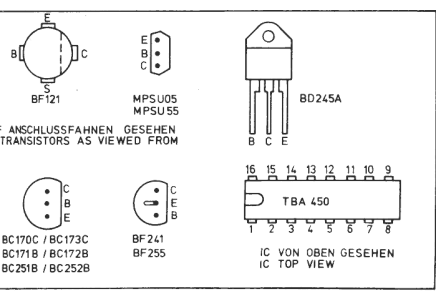 E
B
C
S
BF121
E
B
C
MPSU05
MPSU55
B C E
BD245A
ANSCHLUSSFAHNEN GESEHEN
TRANSISTORS AS VIEWED FROM
C
B
E
BC170C / BC173C
BC171B / BC172B
BC251B / BC252B
C
E
B
BF241
BF255
16 15 14 13 12 11 10 9
TBA 450
1 2 3 4 5 6 7 8
IC VON OBEN GESEHEN
IC TOP VIEW